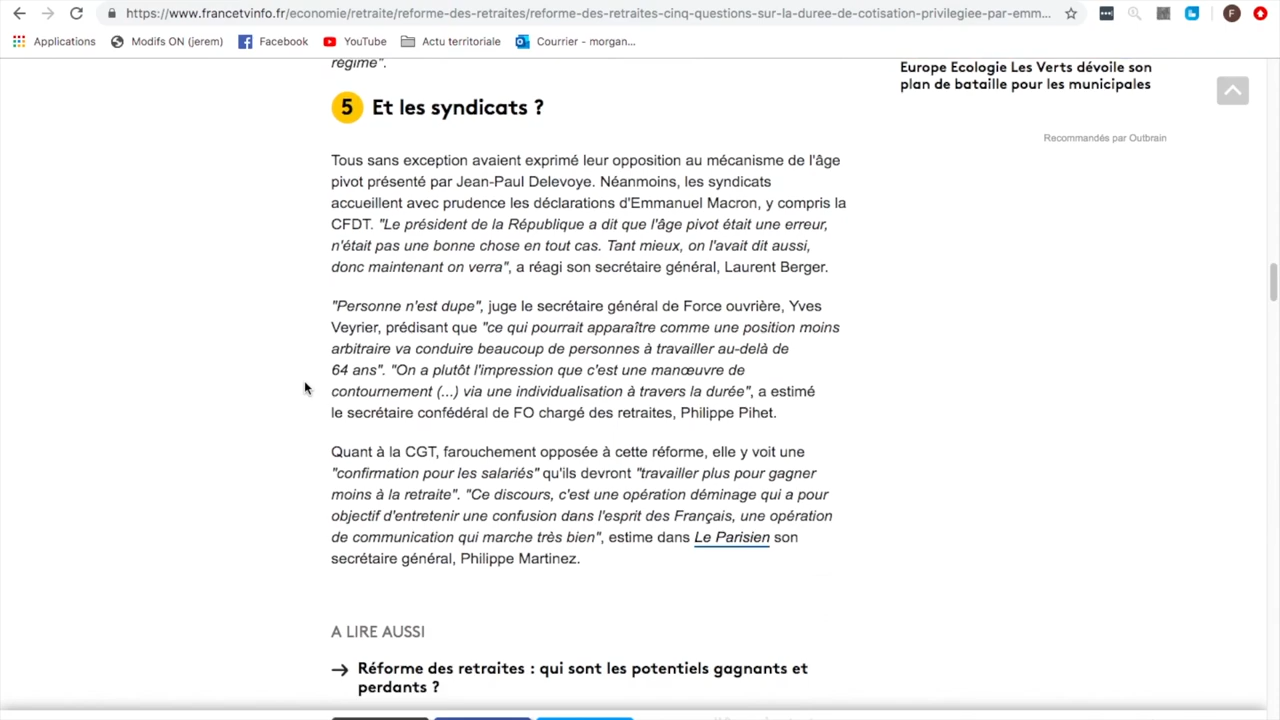 https://www.francetvinfo.fr/economie/retraite/reforme-des-retraites/reforme-des-retraites-cinq-questions-sur-la-duree-de-cotisation-privilegiee-par-emm...
F
Applications
Modifs ON (jerem)
Facebook
YouTube
Actu territoriale
Courrier - morgan...
régime".
Europe Ecologie Les Verts dévoile son
plan de bataille pour les municipales
Recommandés par Outbrain
5 Et les syndicats ?
Tous sans exception avaient exprimé leur opposition au mécanisme de l'âge
pivot présenté par Jean-Paul Delevoye. Néanmoins, les syndicats
accueillent avec prudence les déclarations d'Emmanuel Macron, y compris la
CFDT. "Le président de la République a dit que l'âge pivot était une erreur,
n'était pas une bonne chose en tout cas. Tant mieux, on l'avait dit aussi,
donc maintenant on verra", a réagi son secrétaire général, Laurent Berger.
"Personne n'est dupe", juge le secrétaire général de Force ouvrière, Yves
Veyrier, prédisant que "ce qui pourrait apparaître comme une position moins
arbitraire va conduire beaucoup de personnes à travailler au-delà de
64 ans". "On a plutôt l'impression que c'est une manœuvre de
contournement (...) via une individualisation à travers la durée", a estimé
le secrétaire confédéral de FO chargé des retraites, Philippe Pihet.
Quant à la CGT, farouchement opposée à cette réforme, elle y voit une
"confirmation pour les salariés" qu'ils devront "travailler plus pour gagner
moins à la retraite". "Ce discours, c'est une opération déminage qui a pour
objectif d'entretenir une confusion dans l'esprit des Français, une opération
de communication qui marche très bien", estime dans Le Parisien son
secrétaire général, Philippe Martinez.
A LIRE AUSSI
→ Réforme des retraites : qui sont les potentiels gagnants et
perdants ?